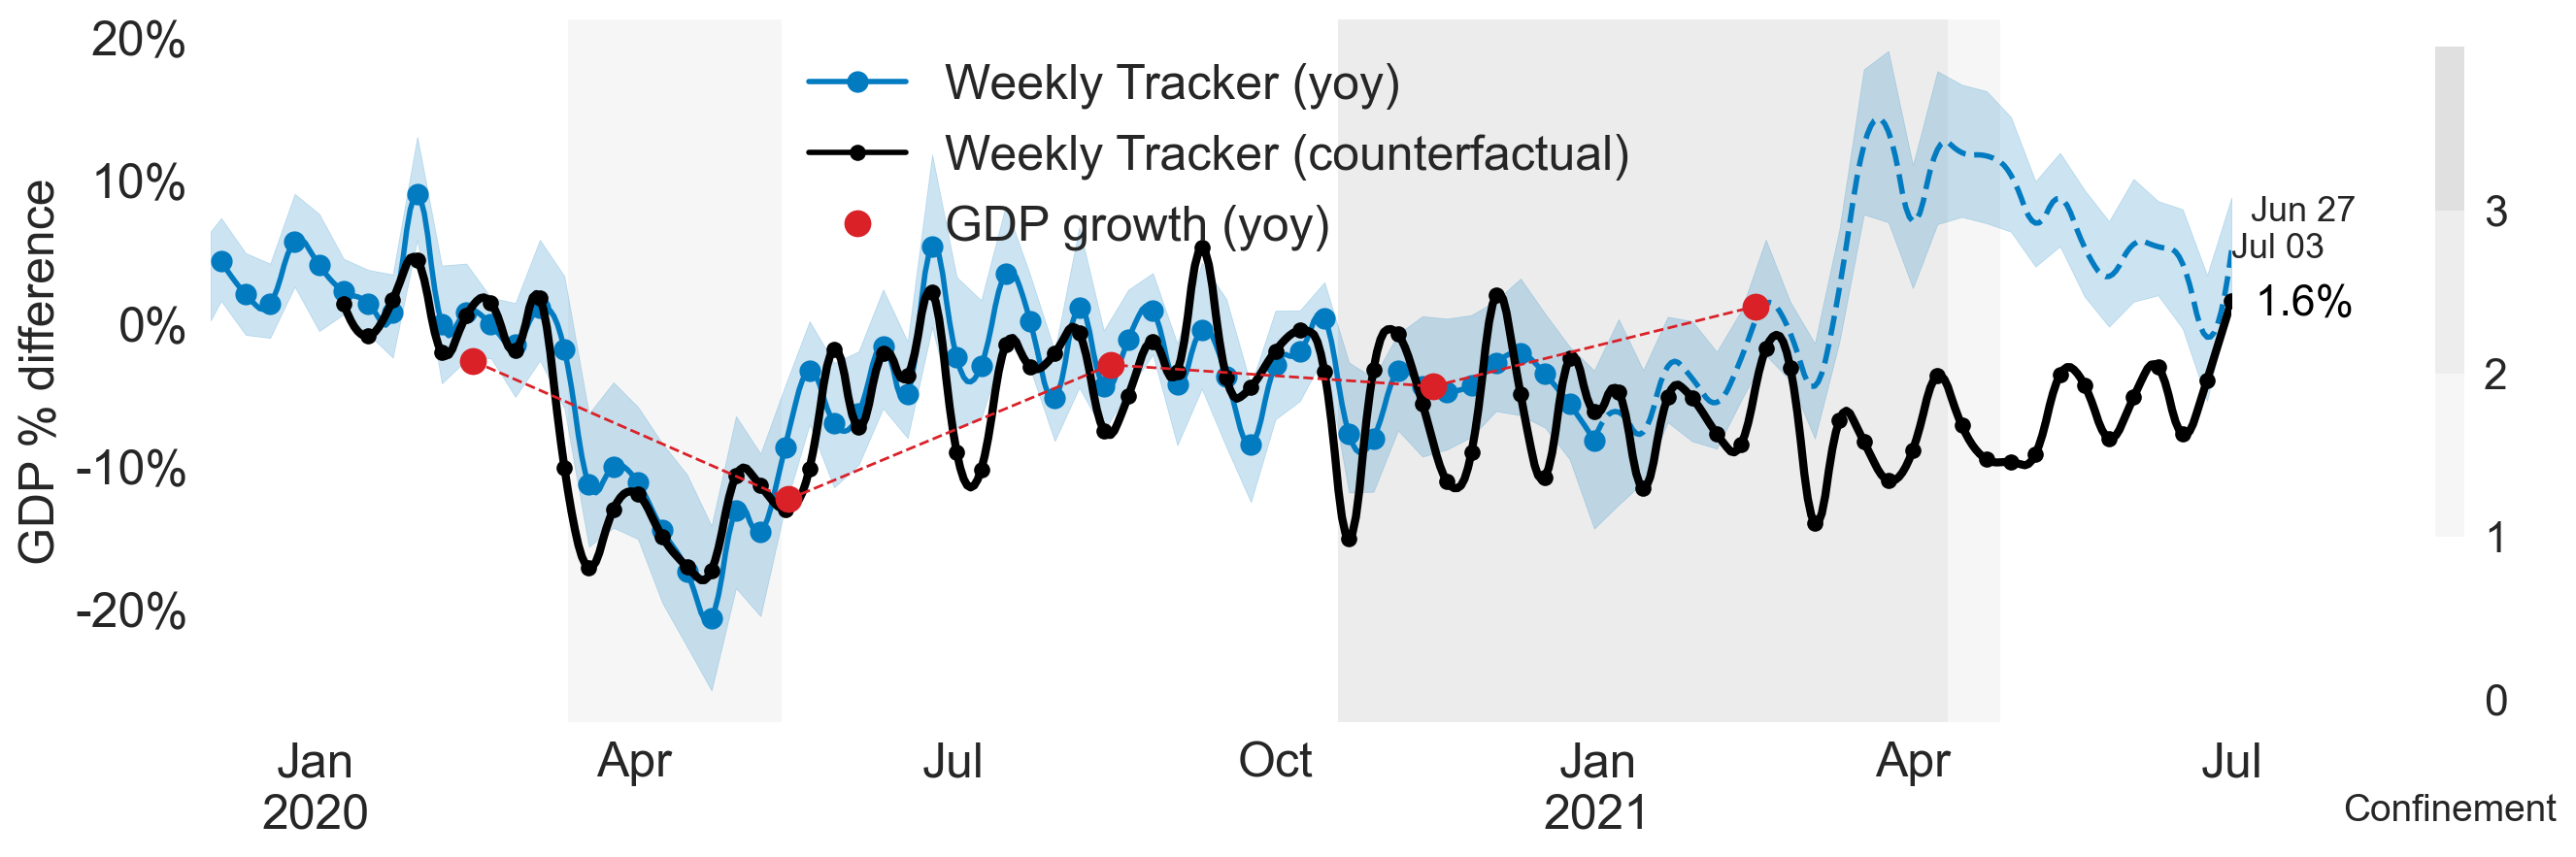 GDP % difference
20%
10%
0%
-10%
-20%
Weekly Tracker (yoy)
Weekly Tracker (counterfactual)
GDP growth (yoy)
Jun 27
Jul 03
1.6%
3
2
1
0
Jan
2020
Apr
Jul
Oct
Jan
2021
Apr
Jul
Confinement